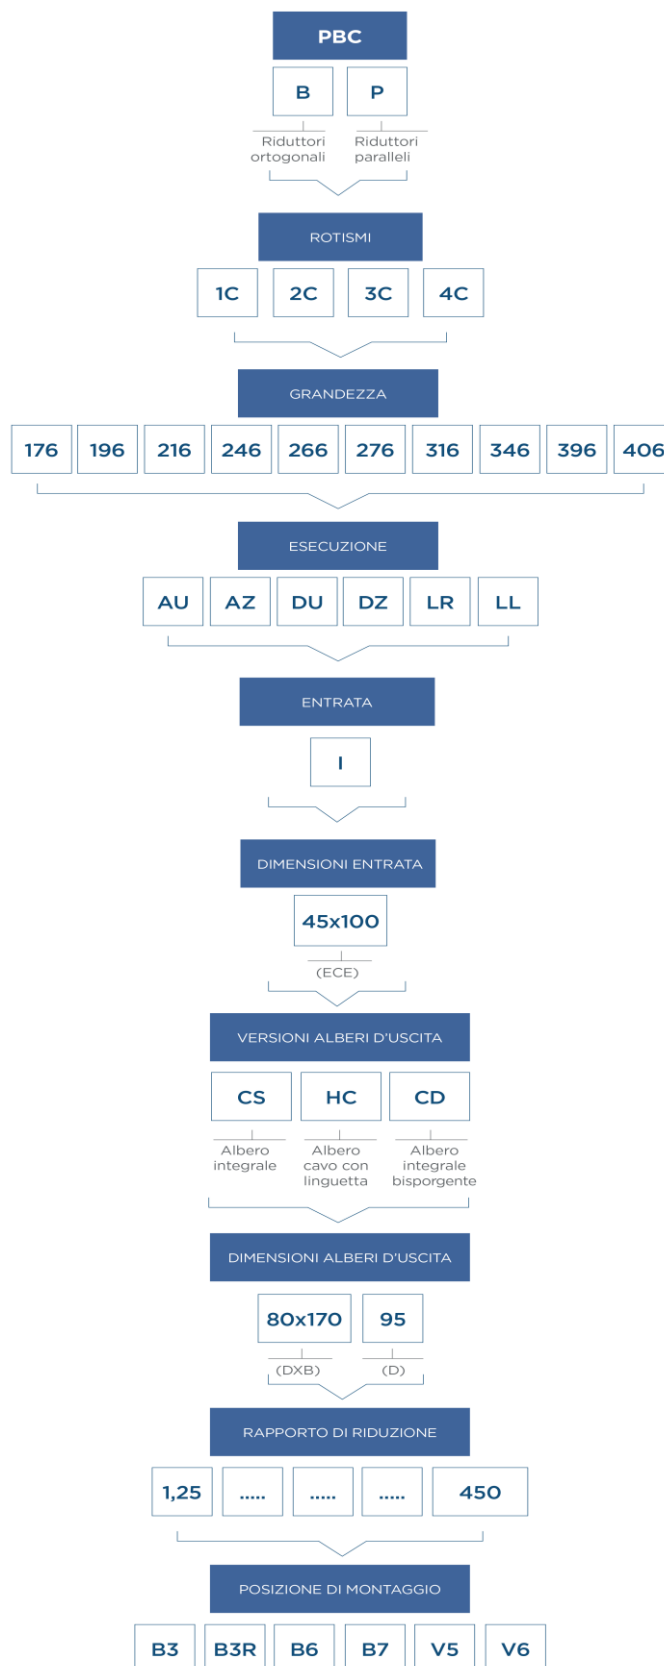 PBC
B P
Riduttori ortogonali
Riduttori paralleli
ROTISMI
1C 2C 3C 4C
GRANDEZZA
176 196 216 246 266 276 316 346 396 406
ESECUZIONE
AU AZ DU DZ LR LL
ENTRATA
I
DIMENSIONI ENTRATA
45x100
(ECE)
VERSIONI ALBERI D'USCITA
CS HC CD
Albero integrale
Albero cavo con linguetta
Albero integrale bisporgente
DIMENSIONI ALBERI D'USCITA
80x170 95
(DXB) (D)
RAPPORTO DI RIDUZIONE
1,25 ..... ..... ..... 450
POSIZIONE DI MONTAGGIO
B3 B3R B6 B7 V5 V6